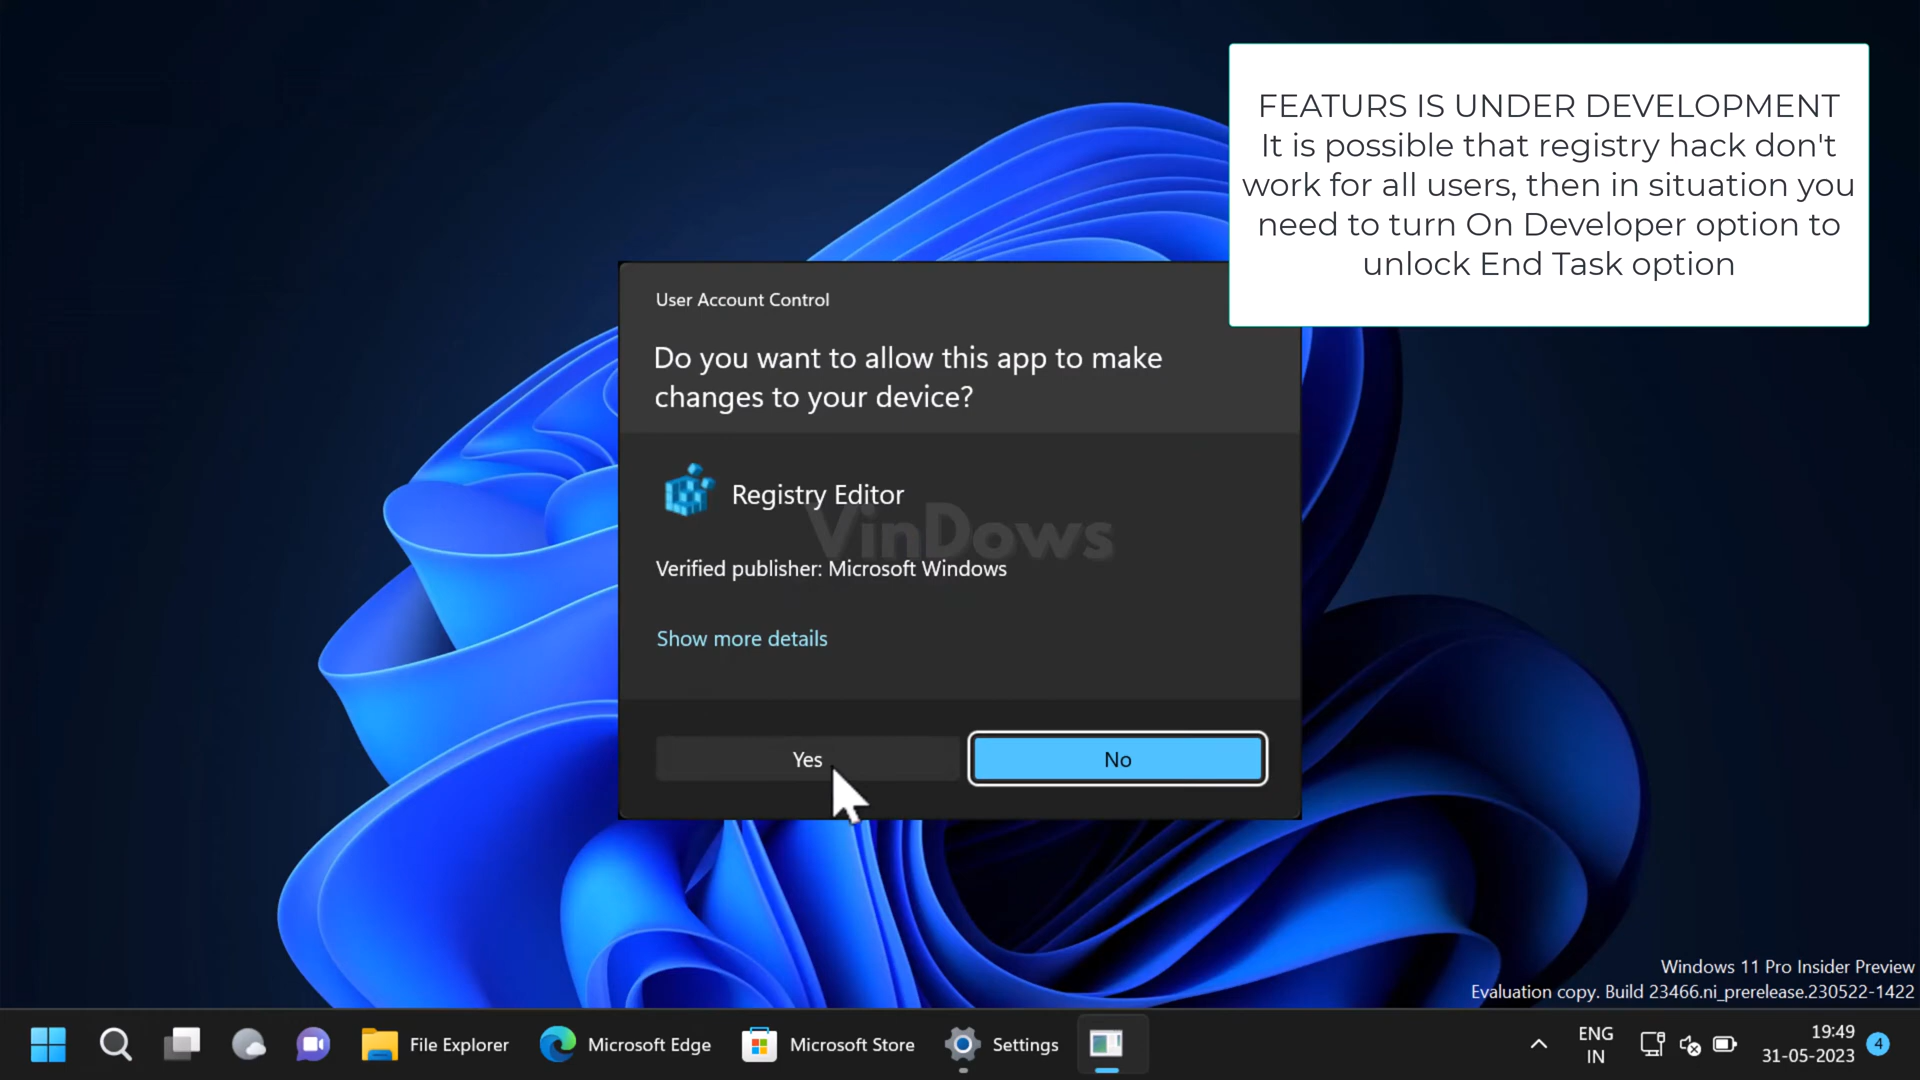 FEATURS IS UNDER DEVELOPMENT
It is possible that registry hack don't
work for all users, then in situation you
need to turn On Developer option to
unlock End Task option
User Account Control
Do you want to allow this app to make
changes to your device?
Registry Editor
VinDows
Verified publisher: Microsoft Windows
Show more details
Yes
No
Windows 11 Pro Insider Preview
Evaluation copy. Build 23466.ni_prerelease.230522-1422
File Explorer
Microsoft Edge
Microsoft Store
Settings
ENG
IN
19:49
31-05-2023
4